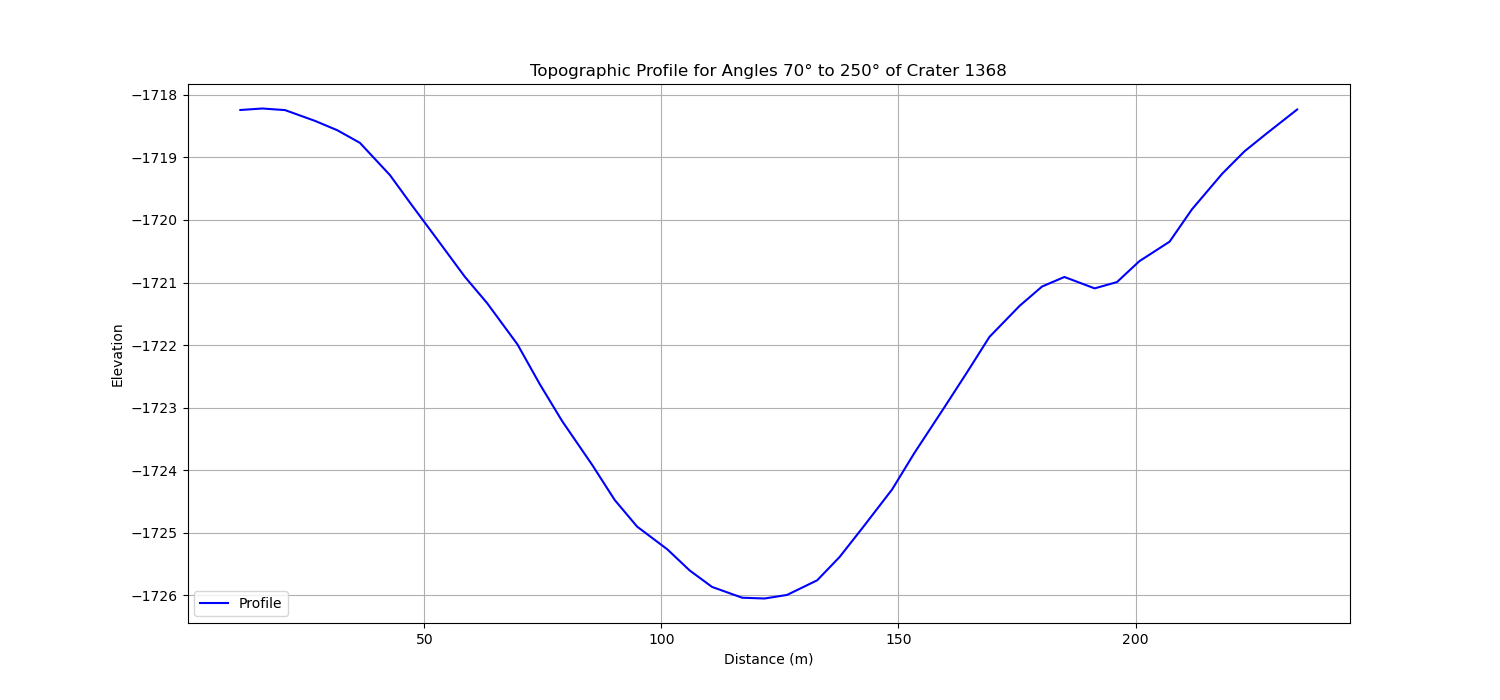 Topographic Profile for Angles 70° to 250° of Crater 1368
−1718
−1719
−1720
−1721
−1722
−1723
−1724
−1725
−1726
Elevation
Profile
50 100 150 200
Distance (m)